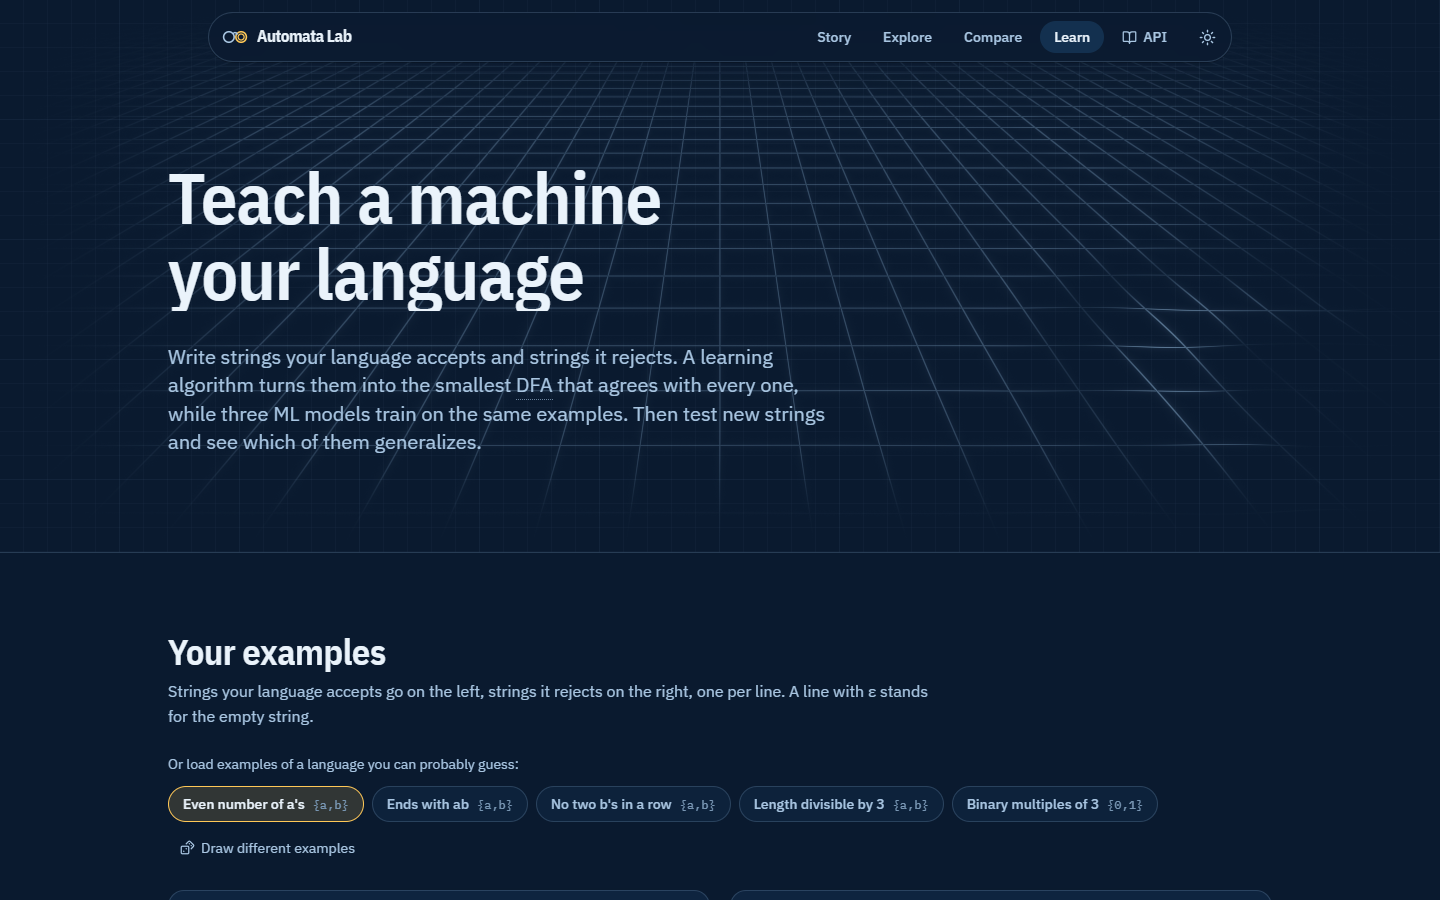 Automata Lab
Story
Explore
Compare
Learn
API
Teach a machine
your language
Write strings your language accepts and strings it rejects. A learning
algorithm turns them into the smallest DFA that agrees with every one,
while three ML models train on the same examples. Then test new strings
and see which of them generalizes.
Your examples
Strings your language accepts go on the left, strings it rejects on the right, one per line. A line with ε stands
for the empty string.
Or load examples of a language you can probably guess:
Even number of a's {a,b}
Ends with ab {a,b}
No two b's in a row {a,b}
Length divisible by 3 {a,b}
Binary multiples of 3 {0,1}
Draw different examples